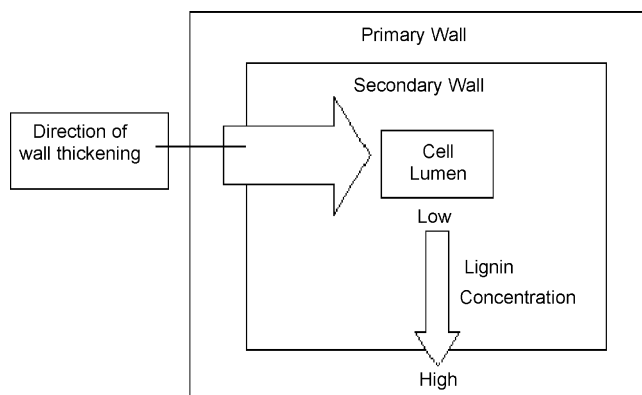 Primary Wall
Secondary Wall
Direction of
wall thickening
Cell
Lumen
Low
Lignin
Concentration
High